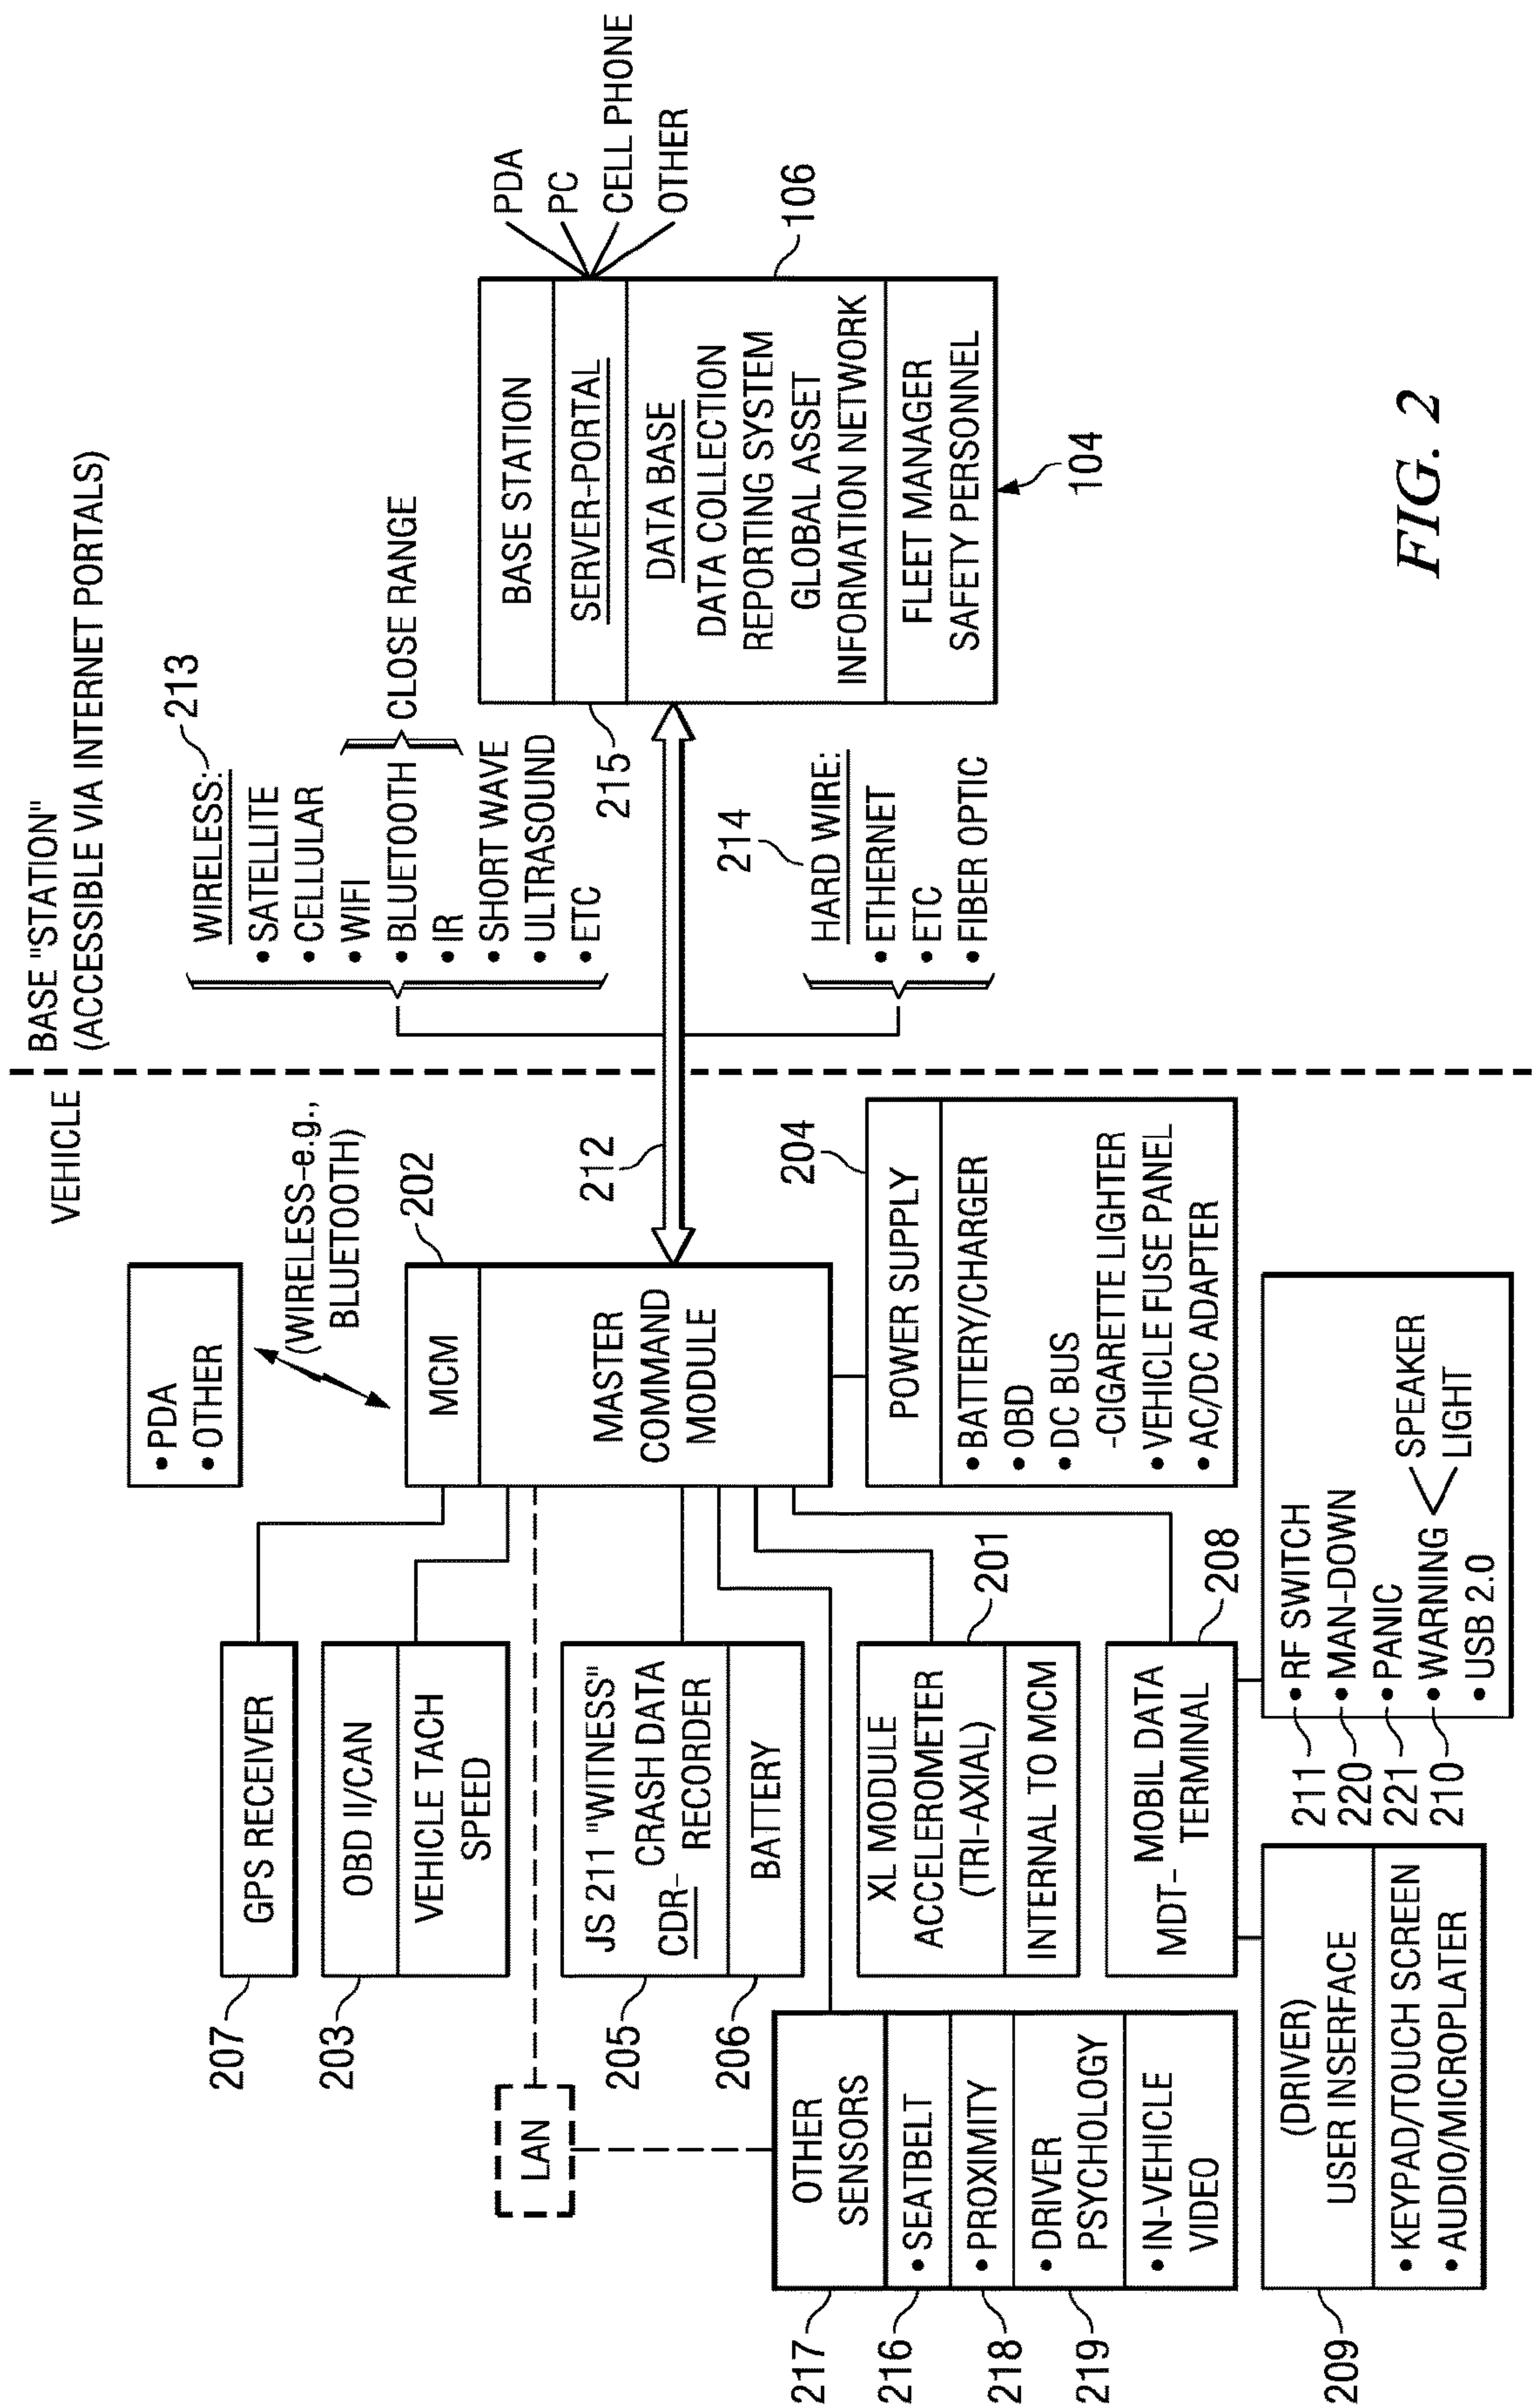 VEHICLE
BASE "STATION"
(ACCESSIBLE VIA INTERNET PORTALS)
• PDA
• OTHER
(WIRELESS-e.g.,
BLUETOOTH)
207
GPS RECEIVER
203
OBD II/CAN
VEHICLE TACH
SPEED
LAN
205
JS 211 "WITNESS"
CRASH DATA
CDR-
RECORDER
206
BATTERY
217
OTHER
SENSORS
216
• SEATBELT
218
• PROXIMITY
219
• DRIVER
PSYCHOLOGY
• IN-VEHICLE
VIDEO
XL MODULE
ACCELEROMETER
(TRI-AXIAL)
INTERNAL TO MCM
201
MOBIL DATA
MDT-
TERMINAL
208
209
(DRIVER)
USER INSERFACE
• KEYPAD/TOUCH SCREEN
• AUDIO/MICROPLATER
211
• RF SWITCH
220
• MAN-DOWN
221
• PANIC
210
• WARNING
SPEAKER
LIGHT
• USB 2.0
202
MCM
MASTER
COMMAND
MODULE
204
POWER SUPPLY
• BATTERY/CHARGER
• OBD
• DC BUS
-CIGARETTE LIGHTER
• VEHICLE FUSE PANEL
• AC/DC ADAPTER
212
WIRELESS:
213
• SATELLITE
• CELLULAR
• WIFI
• BLUETOOTH
CLOSE RANGE
• IR
• SHORT WAVE
• ULTRASOUND
• ETC
214
HARD WIRE:
• ETHERNET
• ETC
• FIBER OPTIC
215
BASE STATION
SERVER-PORTAL
DATA BASE
DATA COLLECTION
REPORTING SYSTEM
GLOBAL ASSET
INFORMATION NETWORK
FLEET MANAGER
SAFETY PERSONNEL
PDA
PC
CELL PHONE
OTHER
106
104
FIG. 2